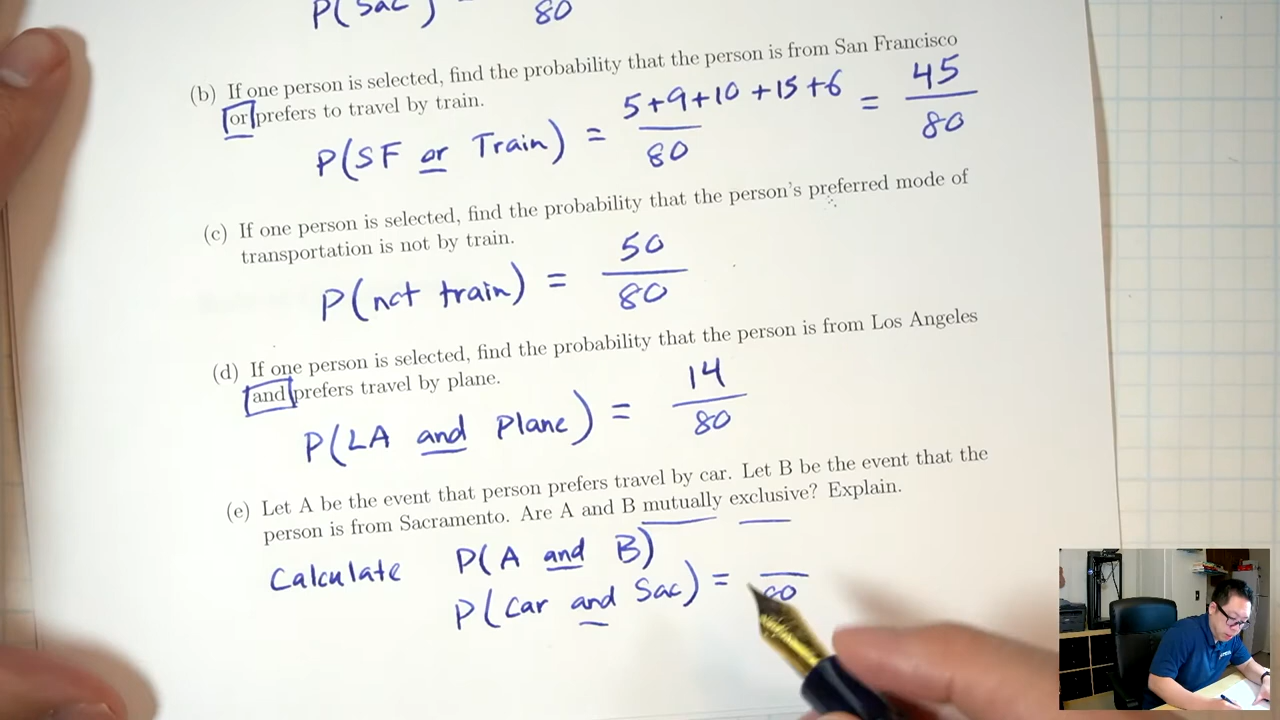 P(Sac) =
80
(b) If one person is selected, find the probability that the person is from San Francisco
or prefers to travel by train.
P(SF or Train) = 5+9+10+15+6 / 80 = 45 / 80
(c) If one person is selected, find the probability that the person's preferred mode of
transportation is not by train.
P(not train) = 50 / 80
(d) If one person is selected, find the probability that the person is from Los Angeles
and prefers travel by plane.
P(LA and Plane) = 14 / 80
(e) Let A be the event that person prefers travel by car. Let B be the event that the
person is from Sacramento. Are A and B mutually exclusive? Explain.
Calculate P(A and B)
P(Car and Sac) = 80